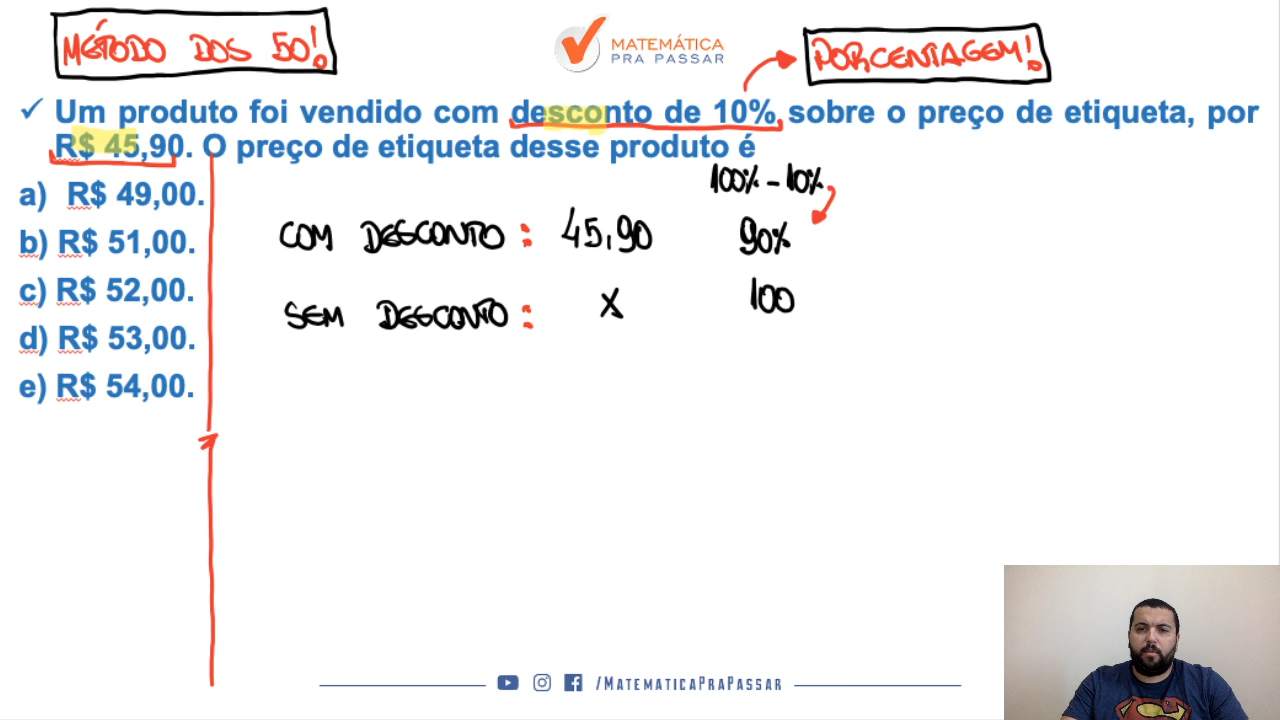 MÉTODO DOS 50!
MATEMÁTICA
PRA PASSAR
PORCENTAGEM!
✓ Um produto foi vendido com desconto de 10% sobre o preço de etiqueta, por
R$ 45,90. O preço de etiqueta desse produto é
a) R$ 49,00.
b) R$ 51,00.
c) R$ 52,00.
d) R$ 53,00.
e) R$ 54,00.
100% - 10%
COM DESCONTO : 45,90 90%
SEM DESCONTO : X 100
/MATEMATICAPRAPASSAR